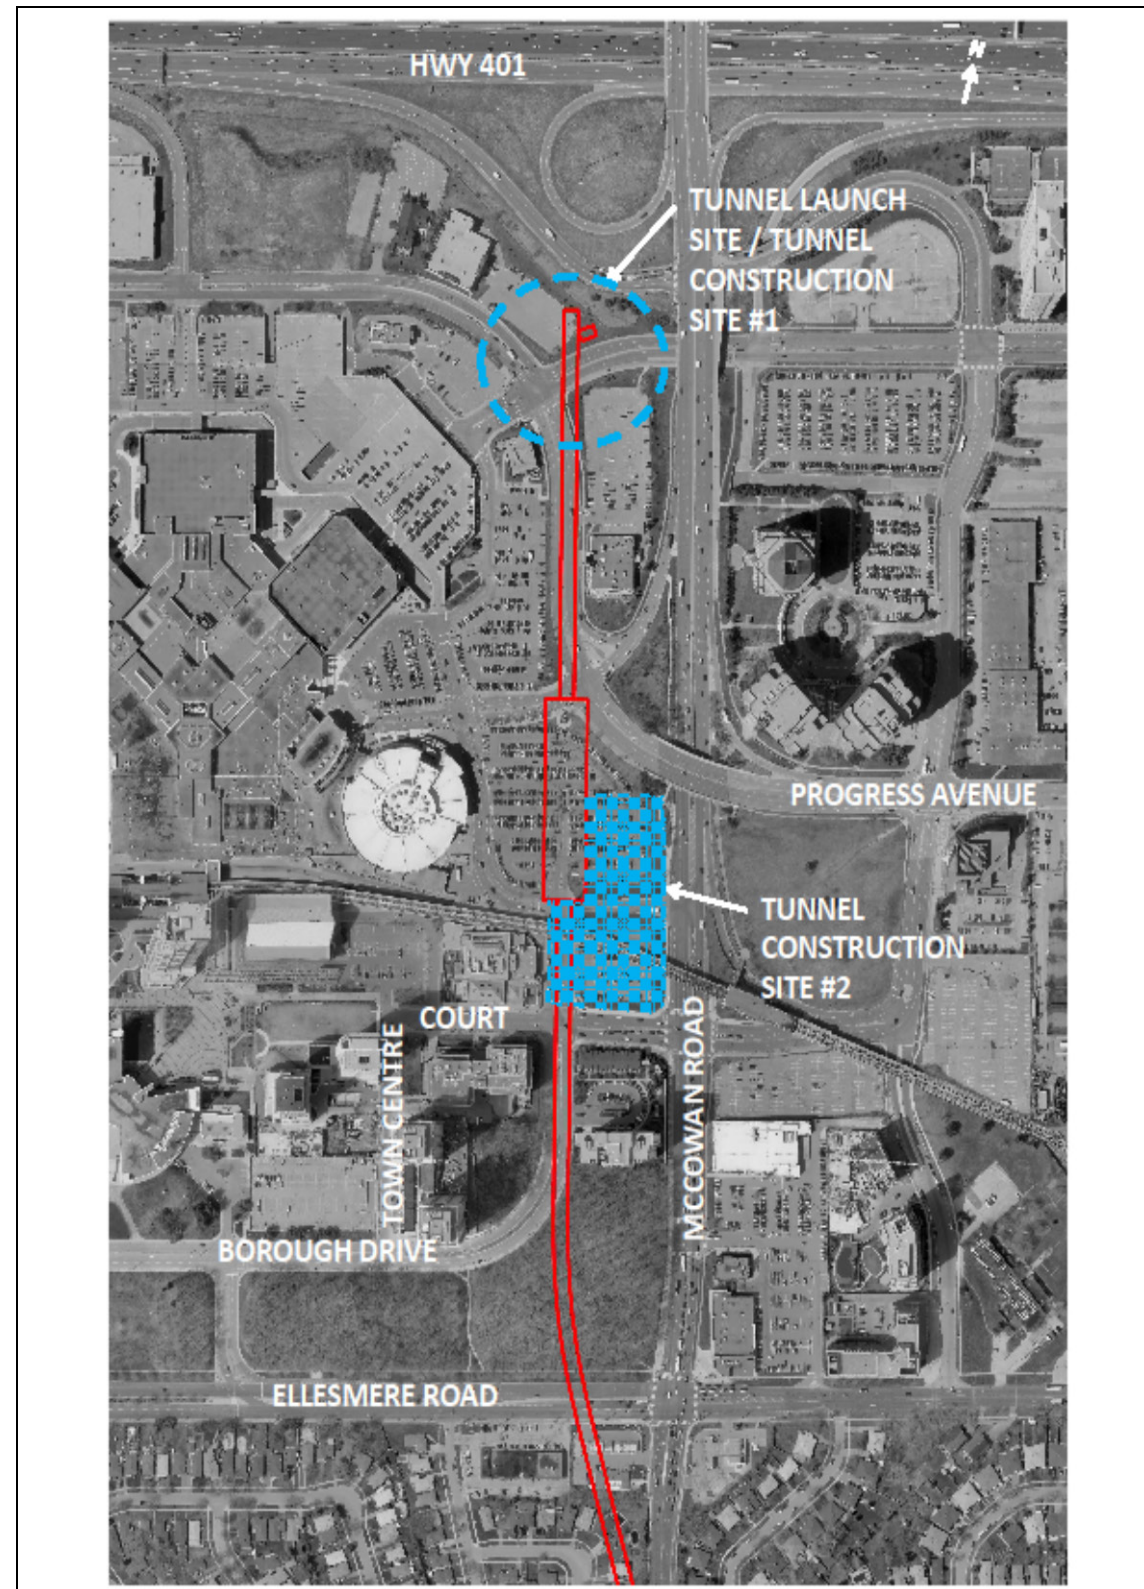 HWY 401
N
TUNNEL LAUNCH
SITE / TUNNEL
CONSTRUCTION
SITE #1
PROGRESS AVENUE
TUNNEL
CONSTRUCTION
SITE #2
COURT
TOWN CENTRE
MCCOWAN ROAD
BOROUGH DRIVE
ELLESMERE ROAD